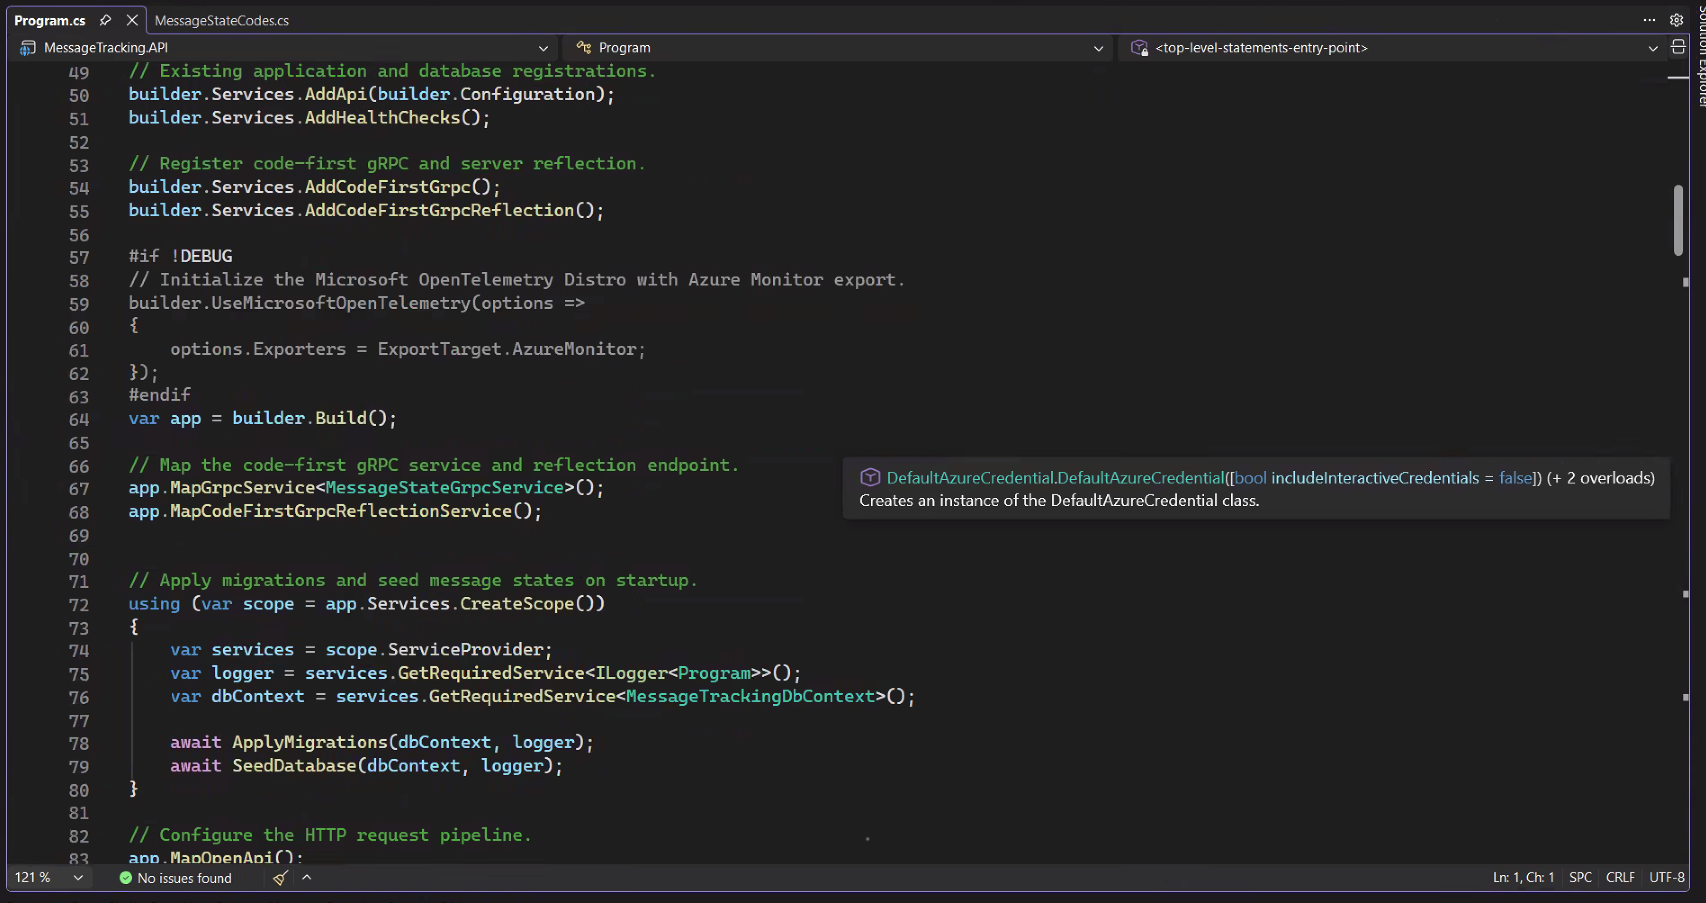 Program.cs
MessageStateCodes.cs
MessageTracking.API
Program
<top-level-statements-entry-point>
Solution Explorer
49 // Existing application and database registrations.
50 builder.Services.AddApi(builder.Configuration);
51 builder.Services.AddHealthChecks();
52
53 // Register code-first gRPC and server reflection.
54 builder.Services.AddCodeFirstGrpc();
55 builder.Services.AddCodeFirstGrpcReflection();
56
57 #if !DEBUG
58 // Initialize the Microsoft OpenTelemetry Distro with Azure Monitor export.
59 builder.UseMicrosoftOpenTelemetry(options =>
60 {
61     options.Exporters = ExportTarget.AzureMonitor;
62 });
63 #endif
64 var app = builder.Build();
65
66 // Map the code-first gRPC service and reflection endpoint.
67 app.MapGrpcService<MessageStateGrpcService>();
68 app.MapCodeFirstGrpcReflectionService();
DefaultAzureCredential.DefaultAzureCredential([bool includeInteractiveCredentials = false]) (+ 2 overloads)
Creates an instance of the DefaultAzureCredential class.
69
70
71 // Apply migrations and seed message states on startup.
72 using (var scope = app.Services.CreateScope())
73 {
74     var services = scope.ServiceProvider;
75     var logger = services.GetRequiredService<ILogger<Program>>();
76     var dbContext = services.GetRequiredService<MessageTrackingDbContext>();
77
78     await ApplyMigrations(dbContext, logger);
79     await SeedDatabase(dbContext, logger);
80 }
81
82 // Configure the HTTP request pipeline.
83 app.MapOpenApi();
121 %
No issues found
Ln: 1, Ch: 1
SPC
CRLF
UTF-8